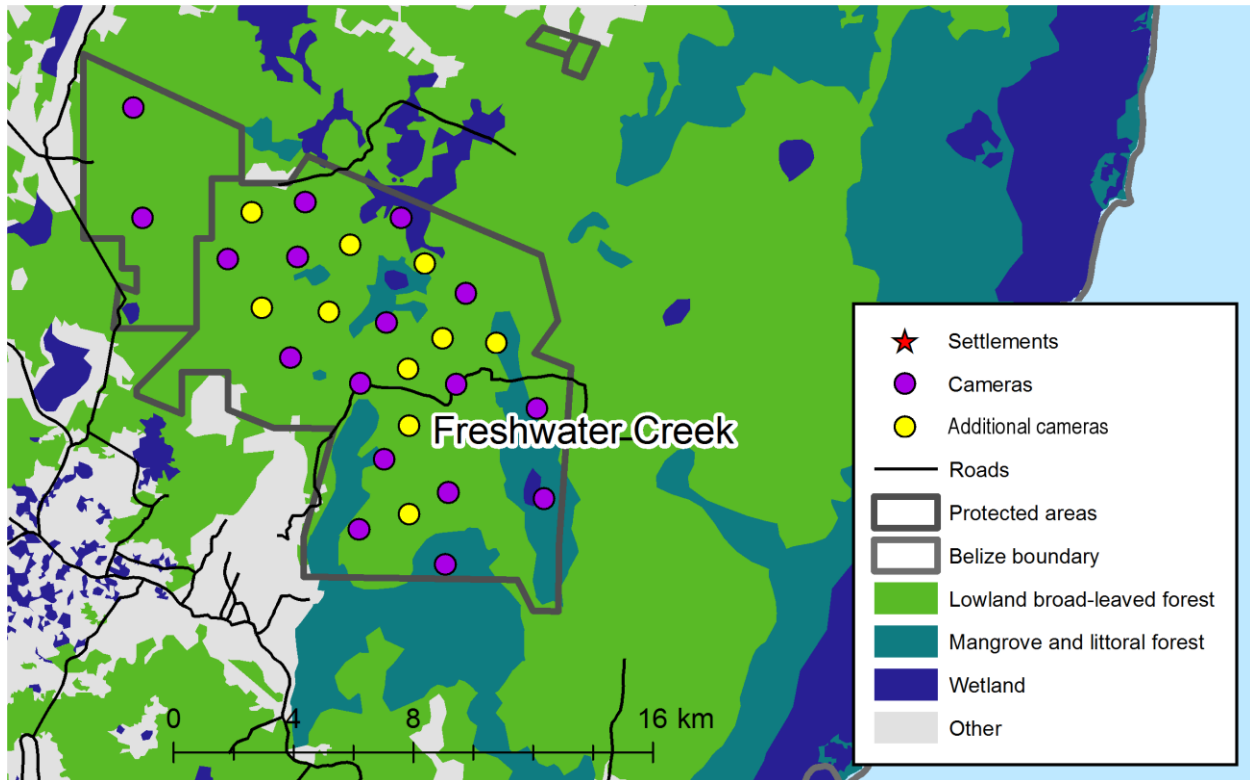 Freshwater Creek
0
4
8
16 km
Settlements
Cameras
Additional cameras
Roads
Protected areas
Belize boundary
Lowland broad-leaved forest
Mangrove and littoral forest
Wetland
Other